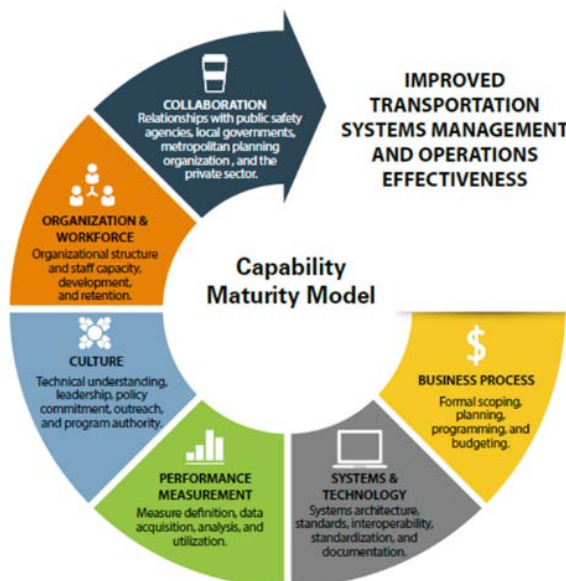 COLLABORATION
Relationships with public safety
agencies, local governments,
metropolitan planning
organization , and the
private sector.
IMPROVED
TRANSPORTATION
SYSTEMS MANAGEMENT
AND OPERATIONS
EFFECTIVENESS
ORGANIZATION &
WORKFORCE
Organizational structure
and staff capacity,
development,
and retention.
Capability
Maturity Model
CULTURE
Technical understanding,
leadership, policy
commitment, outreach,
and program authority.
$
BUSINESS PROCESS
Formal scoping,
planning,
programming, and
budgeting.
PERFORMANCE
MEASUREMENT
Measure definition, data
acquisition, analysis, and
utilization.
SYSTEMS &
TECHNOLOGY
Systems architecture,
standards, interoperability,
standardization, and
documentation.